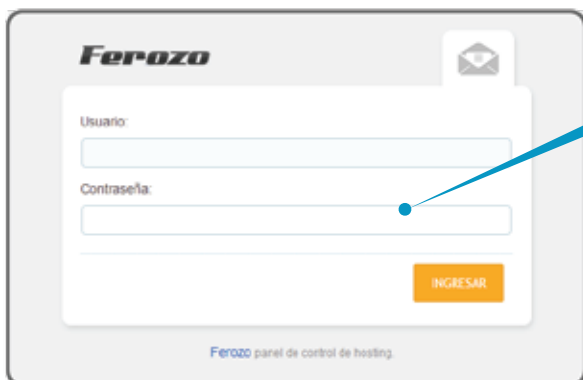 Ferozo
Usuario:
Contraseña:
INGRESAR
Ferozo panel de control de hosting.